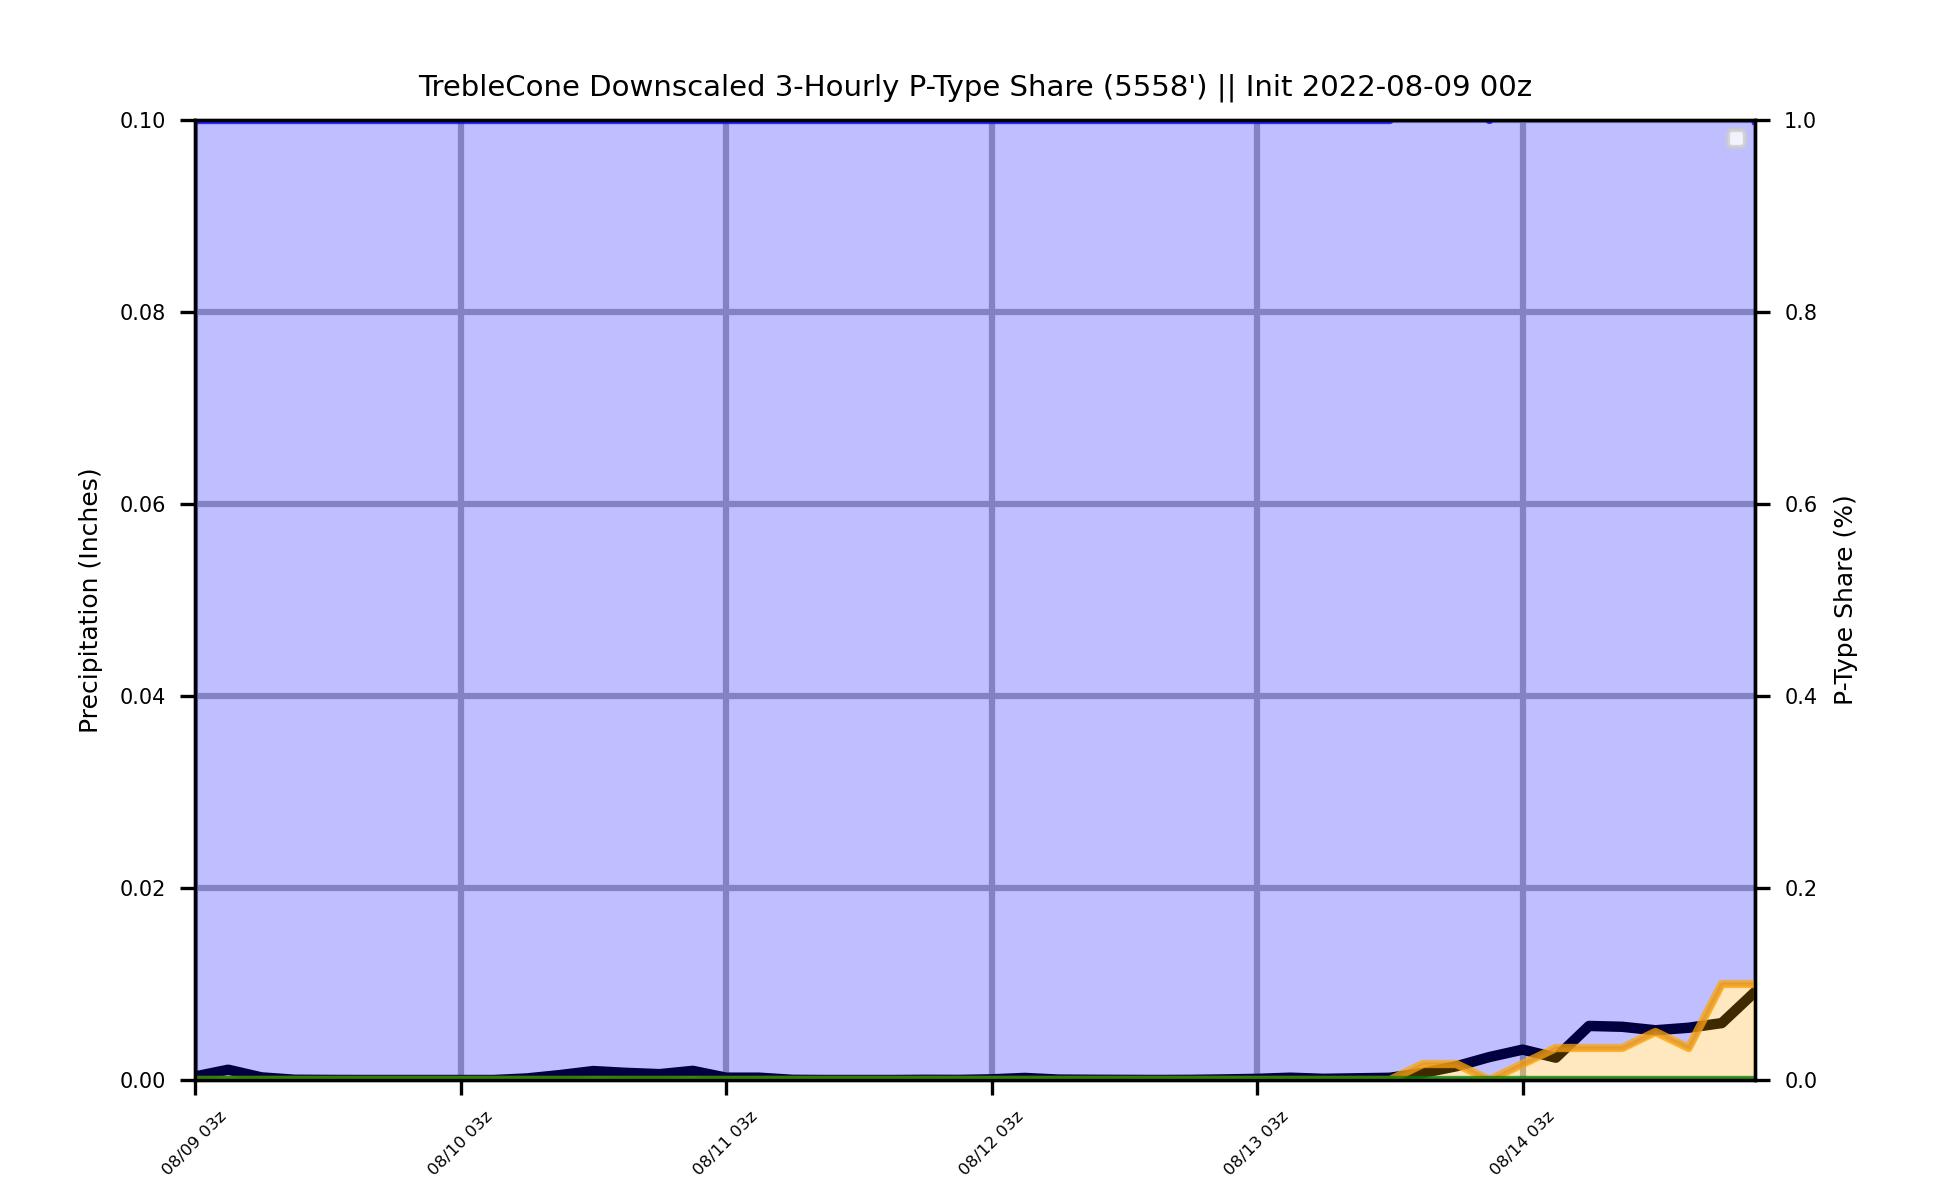 TrebleCone Downscaled 3-Hourly P-Type Share (5558') || Init 2022-08-09 00z
0.10
0.08
0.06
0.04
0.02
0.00
Precipitation (Inches)
1.0
0.8
0.6
0.4
0.2
0.0
P-Type Share (%)
08/09 03z
08/10 03z
08/11 03z
08/12 03z
08/13 03z
08/14 03z